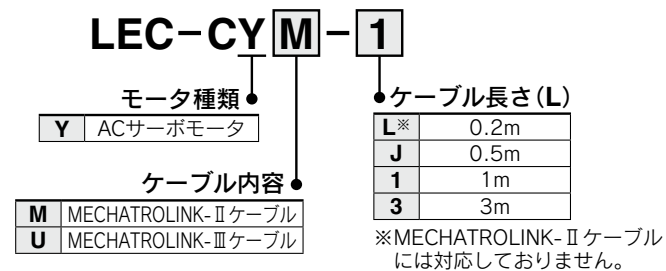 LEC-CYM-1
モータ種類
Y ACサーボモータ
ケーブル内容
M MECHATROLINK-Ⅱケーブル
U MECHATROLINK-Ⅲケーブル
ケーブル長さ(L)
L※ 0.2m
J 0.5m
1 1m
3 3m
※MECHATROLINK-Ⅱケーブル
には対応しておりません。